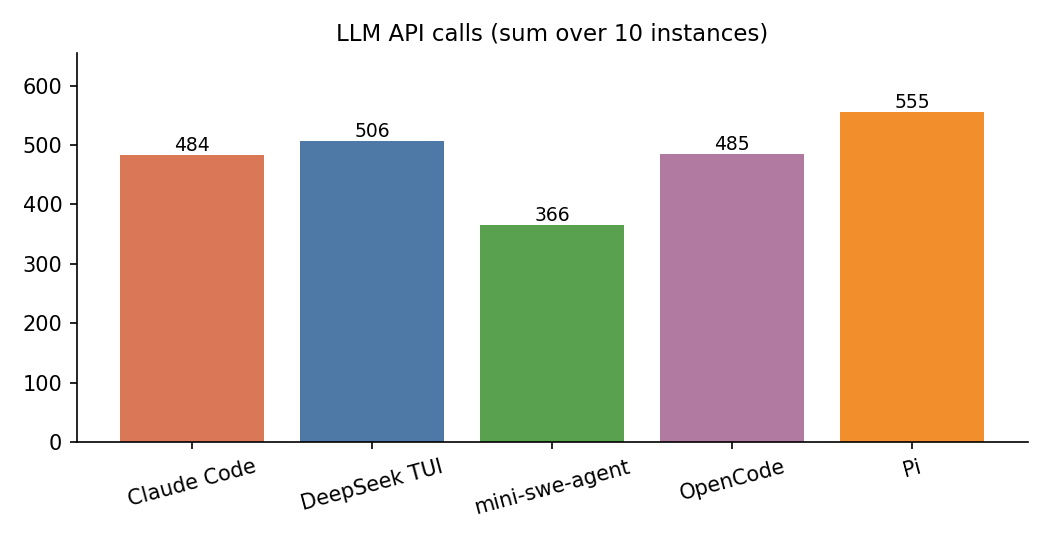 LLM API calls (sum over 10 instances)
600
500
400
300
200
100
0
484
506
366
485
555
Claude Code
DeepSeek TUI
mini-swe-agent
OpenCode
Pi